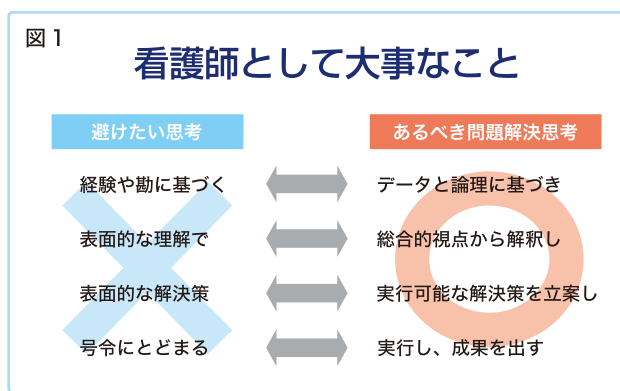 図1
看護師として大事なこと
避けたい思考
あるべき問題解決思考
経験や勘に基づく
データと論理に基づき
表面的な理解で
総合的視点から解釈し
表面的な解決策
実行可能な解決策を立案し
号令にとどまる
実行し、成果を出す